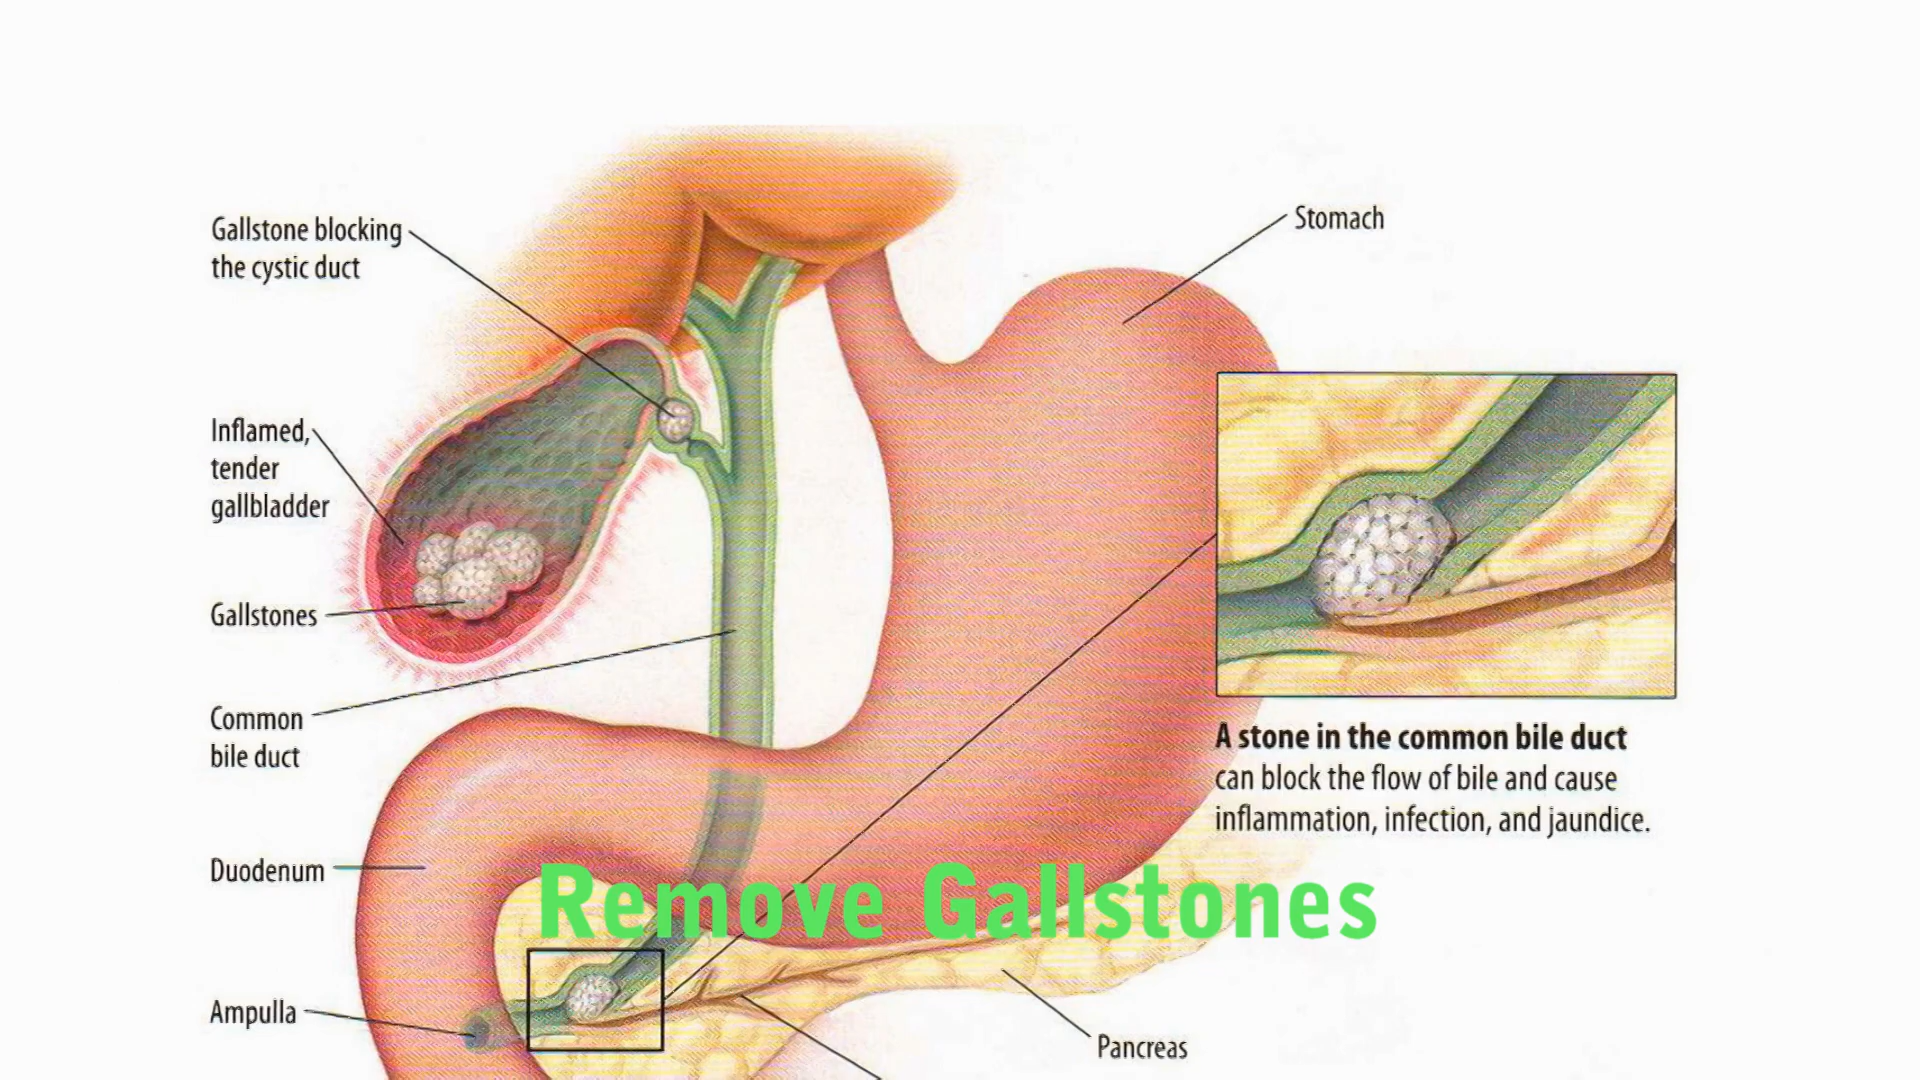 Gallstone blocking
the cystic duct
Stomach
Inflamed,
tender
gallbladder
Gallstones
Common
bile duct
A stone in the common bile duct
can block the flow of bile and cause
inflammation, infection, and jaundice.
Duodenum
Remove Gallstones
Ampulla
Pancreas